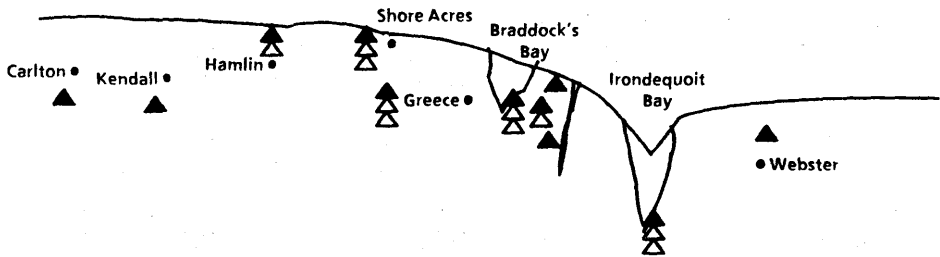 Shore Acres
Braddock's
Bay
Irondequoit
Bay
Carlton
Kendall
Hamlin
Greece
Webster